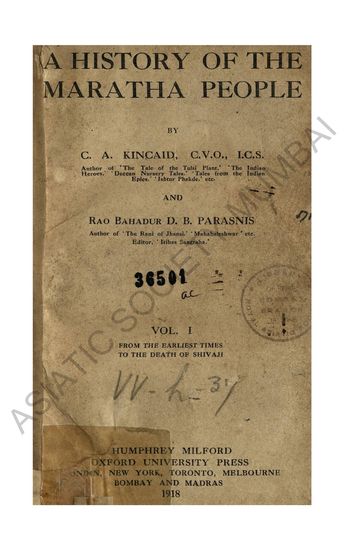 A HISTORY OF THE
MARATHA PEOPLE
BY
C. A. KINCAID, C.V.O., I.C.S.
Author of 'The Tale of the Tulsi Plant,' 'The Indian
Heroes,' 'Deccan Nursery Tales,' 'Tales from the Indian
Epics,' 'Ishtur Phakde,' etc.
AND
RAO BAHADUR D. B. PARASNIS
Author of 'The Rani of Jhansi,' 'Mahabaleshwar' etc.
Editor, 'Itihas Sangraha.'
36501
ac
VOL. I
FROM THE EARLIEST TIMES
TO THE DEATH OF SHIVAJI
HUMPHREY MILFORD
OXFORD UNIVERSITY PRESS
LONDON, NEW YORK, TORONTO, MELBOURNE
BOMBAY AND MADRAS
1918
ASIATIC SOCIETY MUMBAI